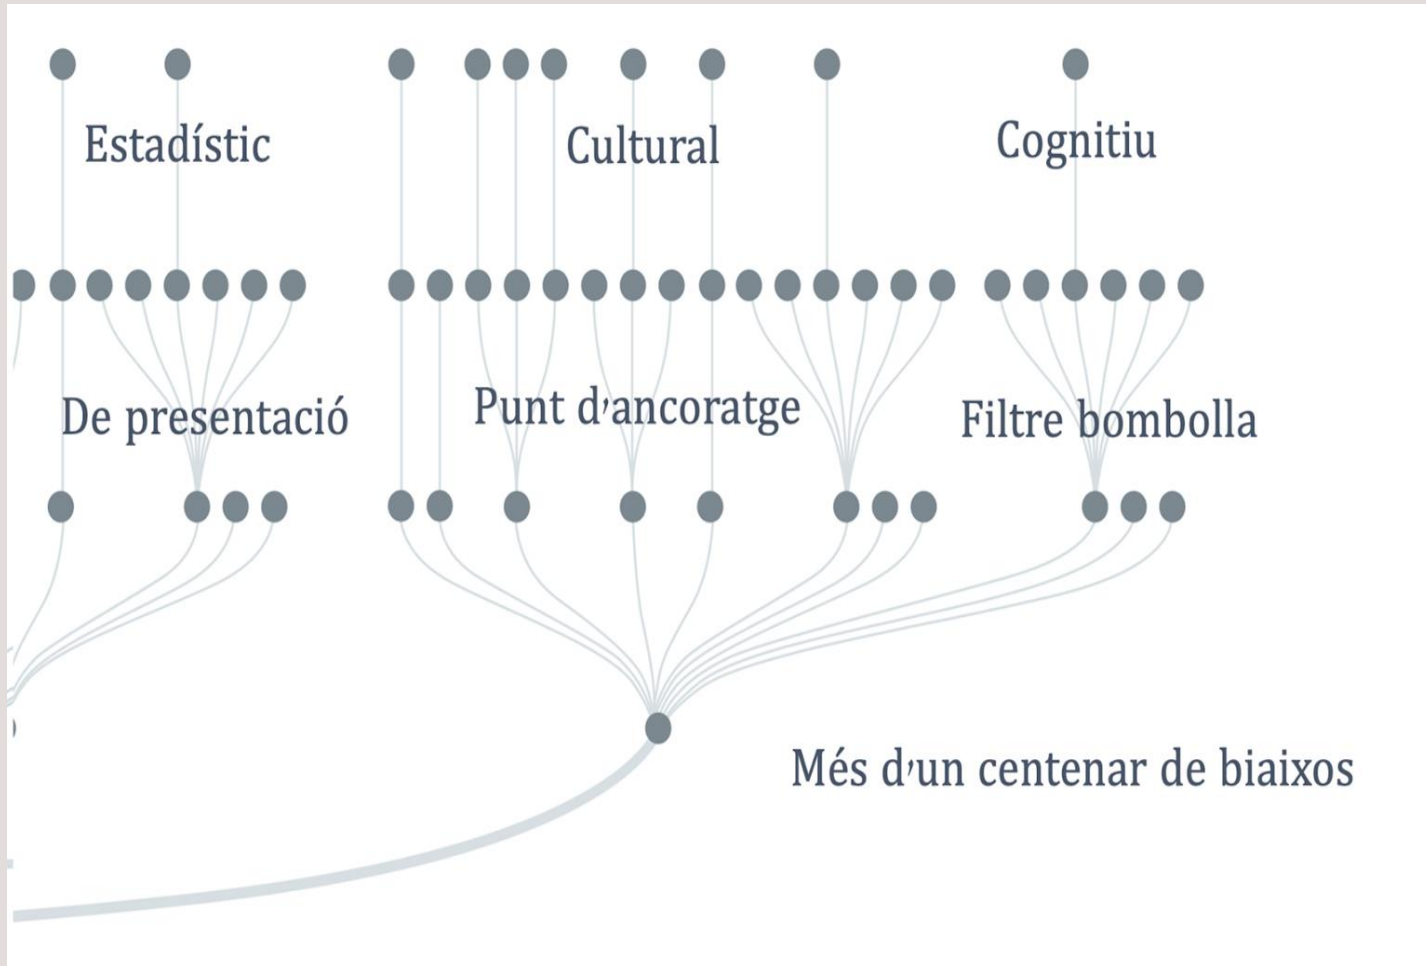 Estadístic Cultural Cognitiu
De presentació Punt d'ancoratge Filtre bombolla
Més d'un centenar de biaixos